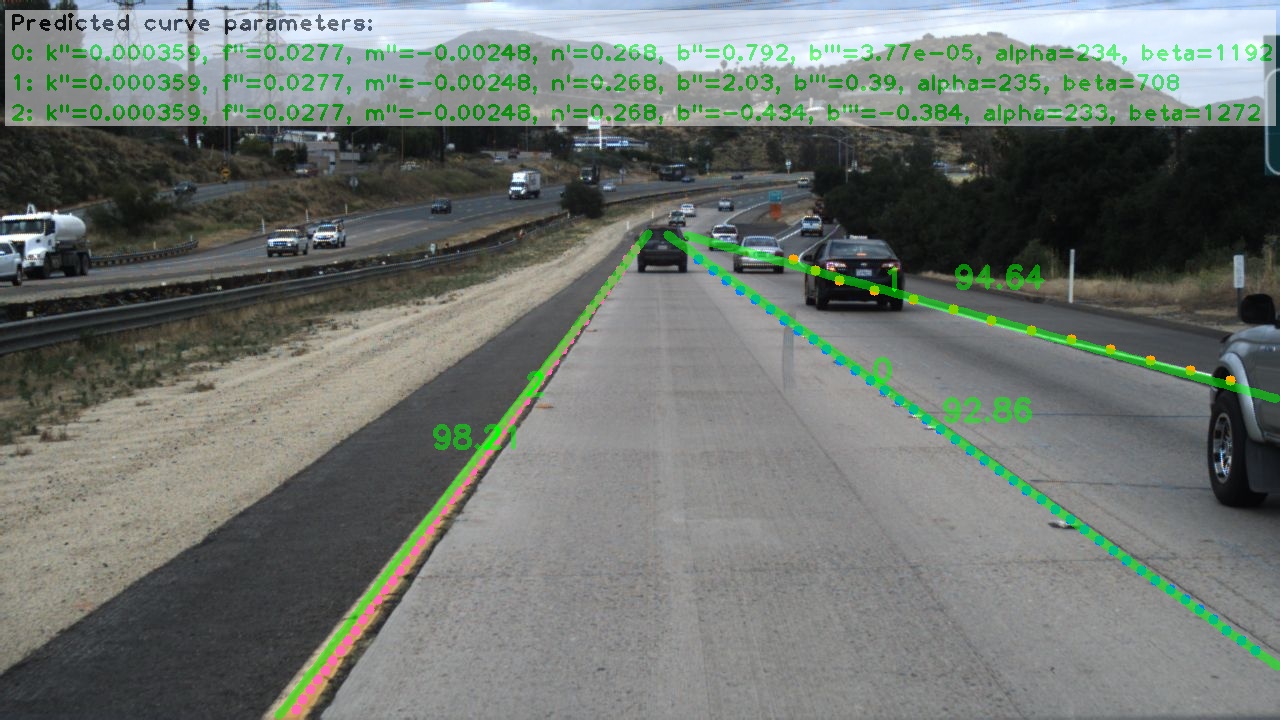 Predicted curve parameters:
0: k''=0.000359, f''=0.0277, m''=-0.00248, n'=0.268, b''=0.792, b'''=3.77e-05, alpha=234, beta=1192
1: k''=0.000359, f''=0.0277, m''=-0.00248, n'=0.268, b''=2.03, b'''=0.39, alpha=235, beta=708
2: k''=0.000359, f''=0.0277, m''=-0.00248, n'=0.268, b''=-0.434, b'''=-0.384, alpha=233, beta=1272
1 94.64
0
92.86
2
98.21